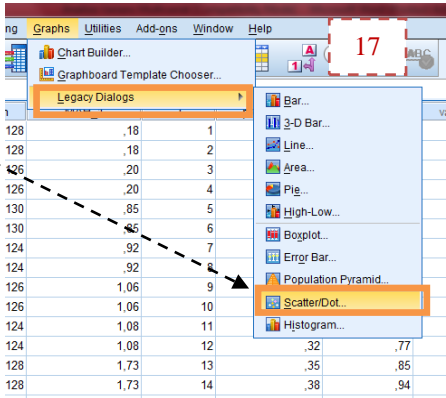 Graphs Utilities Add-ons Window Help
17
Chart Builder...
Graphboard Template Chooser...
Legacy Dialogs
Bar...
3-D Bar...
Line...
Area...
Pie...
High-Low...
Boxplot...
Error Bar...
Population Pyramid...
Scatter/Dot...
Histogram...
128 ,18 1
128 ,18 2
126 ,20 3
126 ,20 4
130 ,85 5
130 ,85 6
124 ,92 7
124 ,92 8
126 1,06 9
126 1,06 10
124 1,08 11
124 1,08 12 ,32 ,77
128 1,73 13 ,35 ,85
128 1,73 14 ,38 ,94